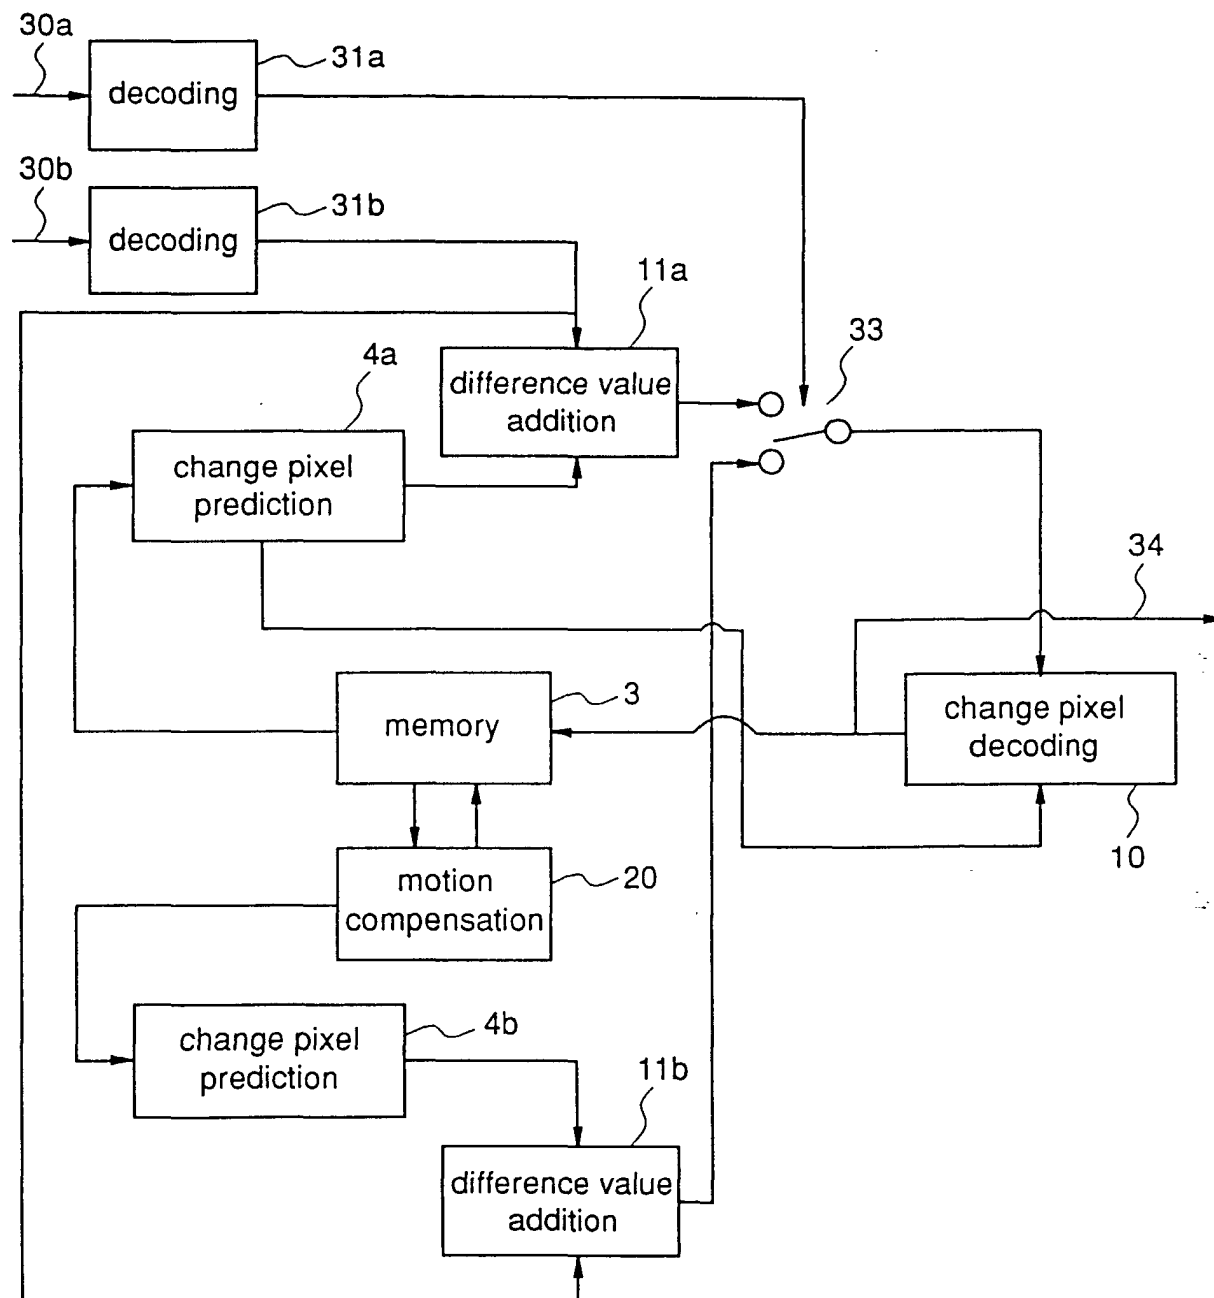 30a
31a
decoding
30b
31b
decoding
11a
33
4a
difference value
addition
change pixel
prediction
34
3
memory
change pixel
decoding
10
motion
compensation
20
4b
change pixel
prediction
11b
difference value
addition